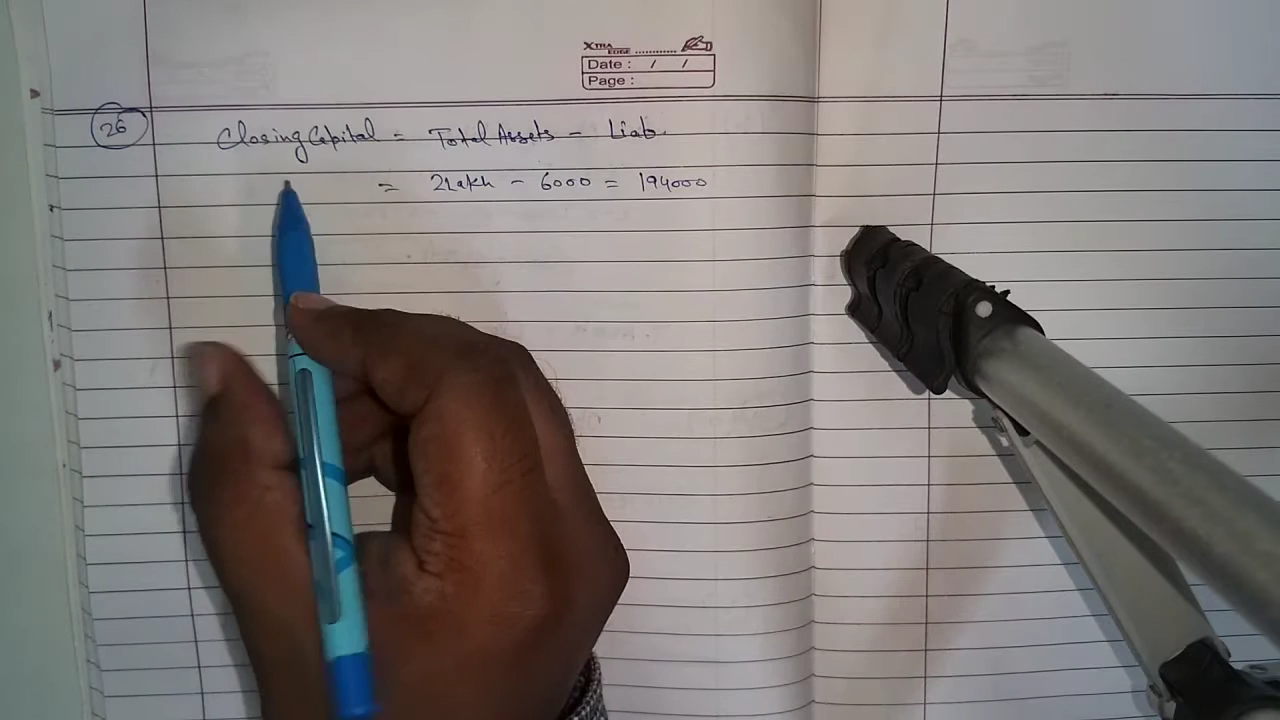 XTRA EDGE ............
Date : / /
Page :
26
Closing Capital = Total Assets - Liab.
= 2Lakh - 6000 = 194000